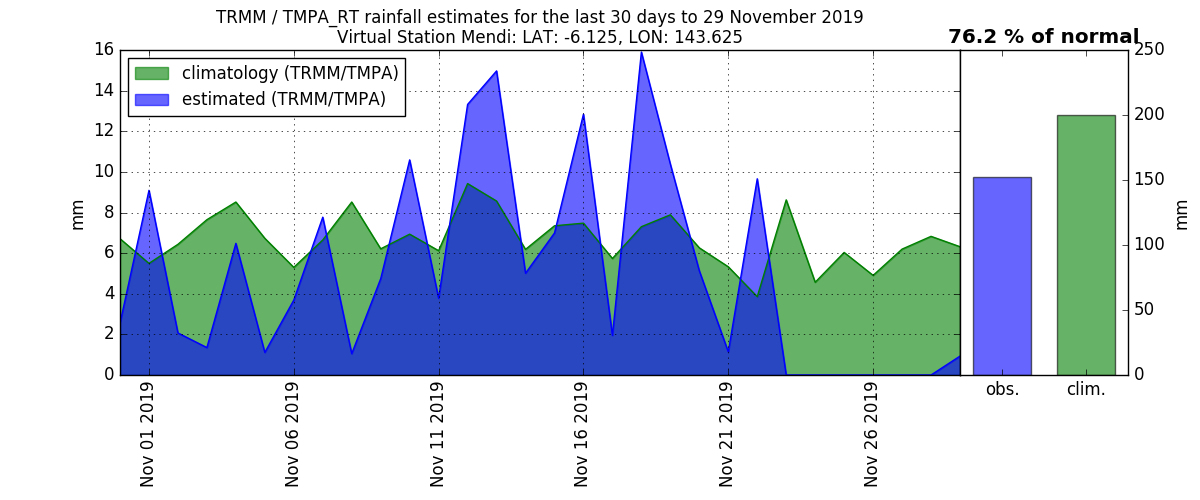 TRMM / TMPA_RT rainfall estimates for the last 30 days to 29 November 2019
Virtual Station Mendi: LAT: -6.125, LON: 143.625
76.2 % of normal
climatology (TRMM/TMPA)
estimated (TRMM/TMPA)
mm
16
14
12
10
8
6
4
2
0
Nov 01 2019
Nov 06 2019
Nov 11 2019
Nov 16 2019
Nov 21 2019
Nov 26 2019
obs.
clim.
250
200
150
100
50
0
mm